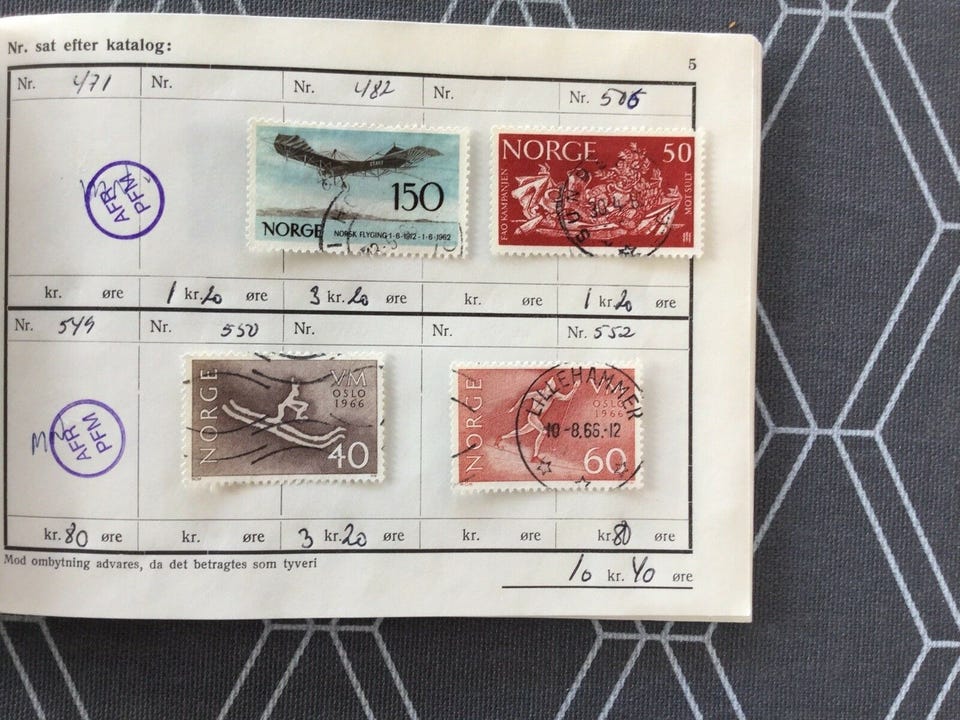 Nr. sat efter katalog:
5
Nr. 471 Nr. Nr. 482 Nr. Nr. 506
AFR
PFM
150
NORGE NORSK FLYGING 1-6-1912 - 1-6-1962
NORGE 50
FAO KAMPANJEN
MOT SULT
30-4-6
kr. øre 1 kr. 20 øre 3 kr. 20 øre kr. øre 1 kr. 20 øre
Nr. 549 Nr. 550 Nr. Nr. Nr. 552
AFR
PFM
NORGE
VM
OSLO
1966
40
NORGE
OSLO
1966
60
LILLEHAMMER
10-8.66.-12
kr. 80 øre kr. øre 3 kr. 20 øre kr. øre kr. 80 øre
Mod ombytning advares, da det betragtes som tyveri
10 kr. 40 øre